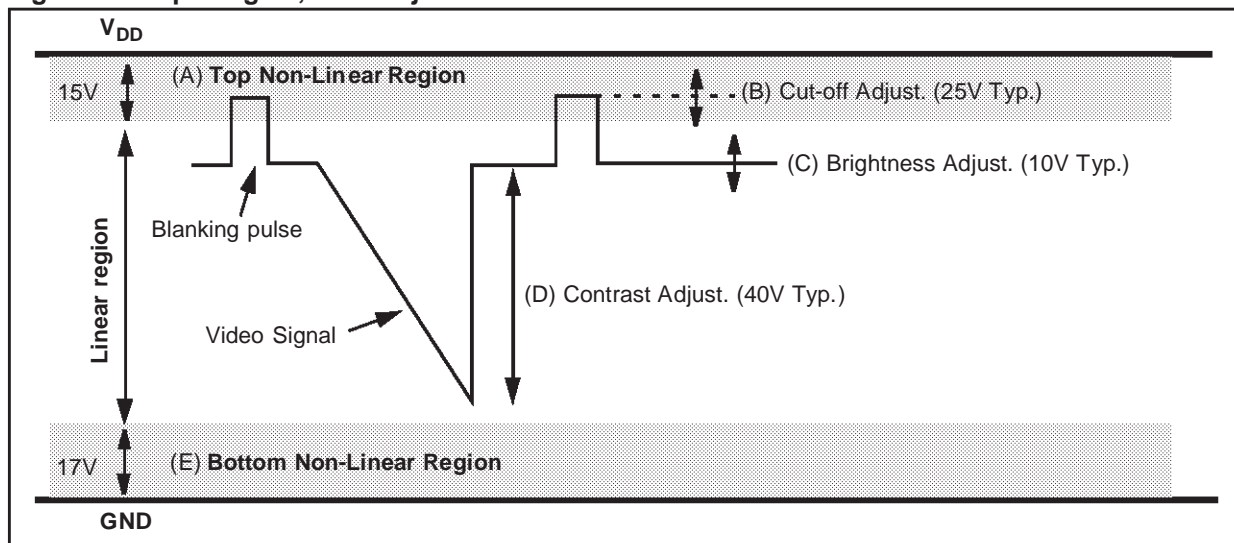 V_DD
(A) Top Non-Linear Region
15V
(B) Cut-off Adjust. (25V Typ.)
(C) Brightness Adjust. (10V Typ.)
Blanking pulse
Linear region
(D) Contrast Adjust. (40V Typ.)
Video Signal
(E) Bottom Non-Linear Region
17V
GND